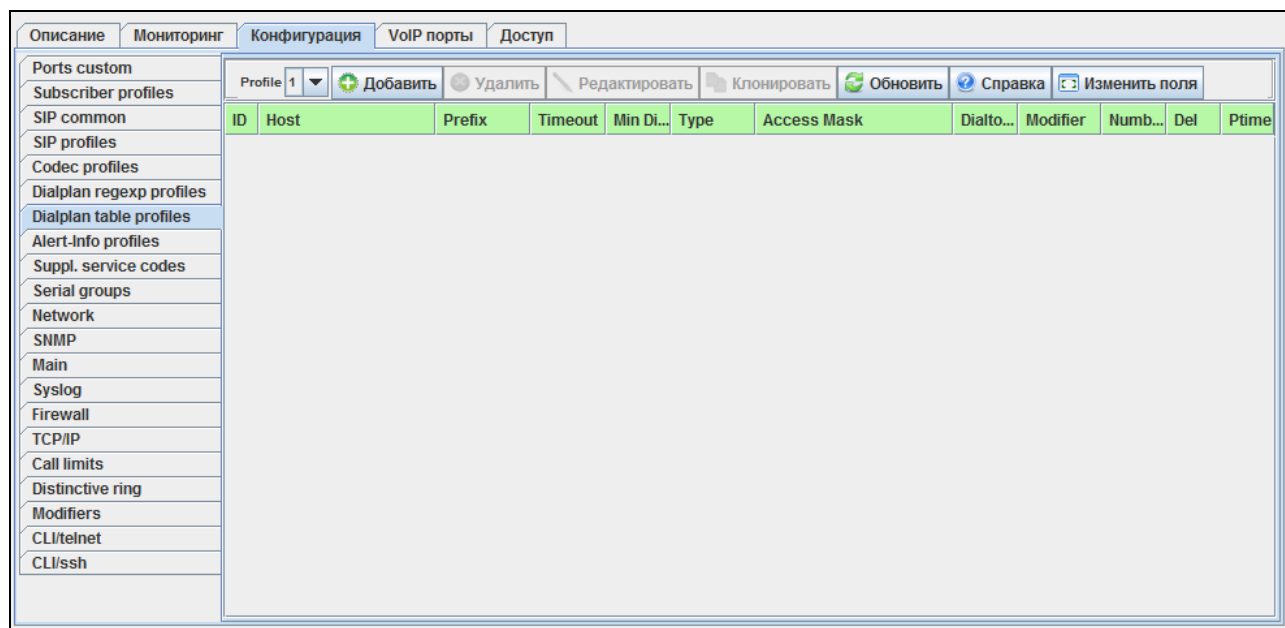 Описание Мониторинг Конфигурация VoIP порты Доступ
Ports custom
Subscriber profiles
SIP common
SIP profiles
Codec profiles
Dialplan regexp profiles
Dialplan table profiles
Alert-Info profiles
Suppl. service codes
Serial groups
Network
SNMP
Main
Syslog
Firewall
TCP/IP
Call limits
Distinctive ring
Modifiers
CLI/telnet
CLI/ssh
Profile 1 Добавить Удалить Редактировать Клонировать Обновить Справка Изменить поля
ID Host Prefix Timeout Min Di... Type Access Mask Dialto... Modifier Numb... Del Ptime